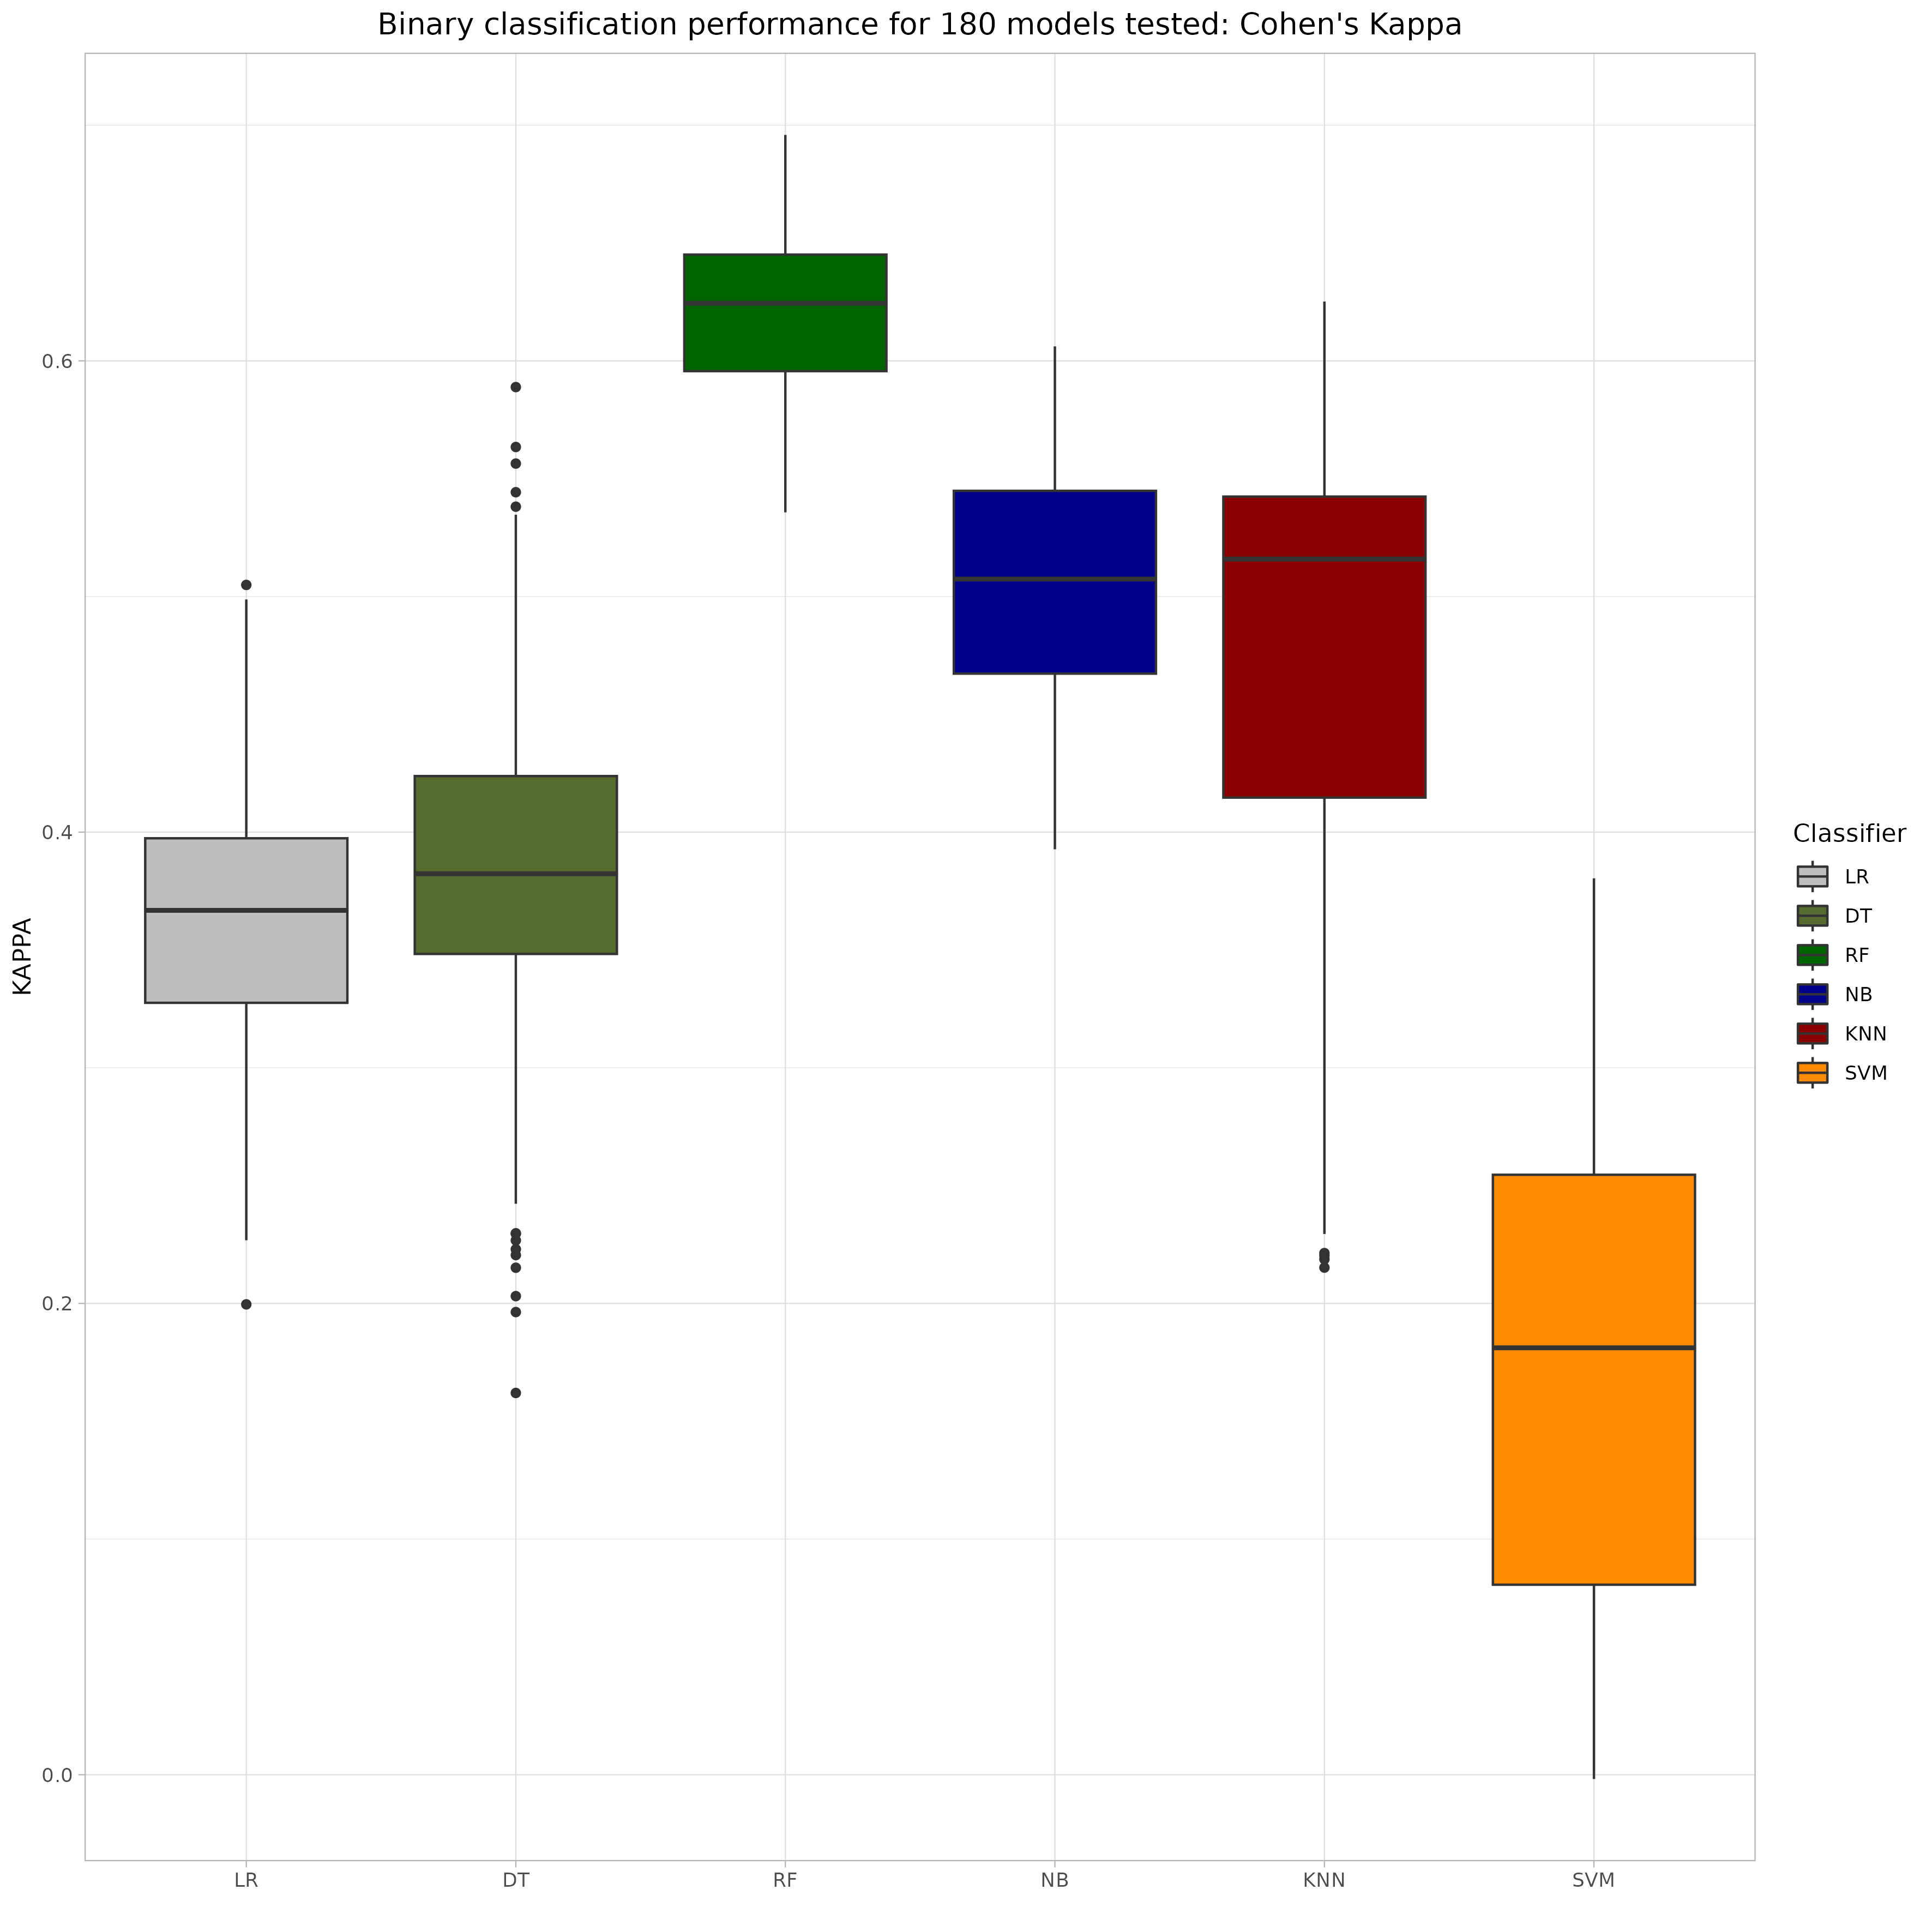 Binary classification performance for 180 models tested: Cohen's Kappa
KAPPA
0.6
0.4
0.2
0.0
LR
DT
RF
NB
KNN
SVM
Classifier
LR
DT
RF
NB
KNN
SVM